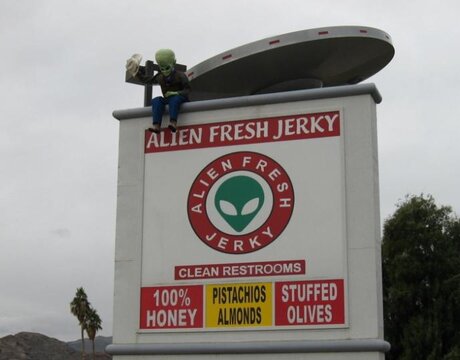 ALIEN FRESH JERKY
ALIEN FRESH
JERKY
CLEAN RESTROOMS
100%
HONEY
PISTACHIOS
ALMONDS
STUFFED
OLIVES